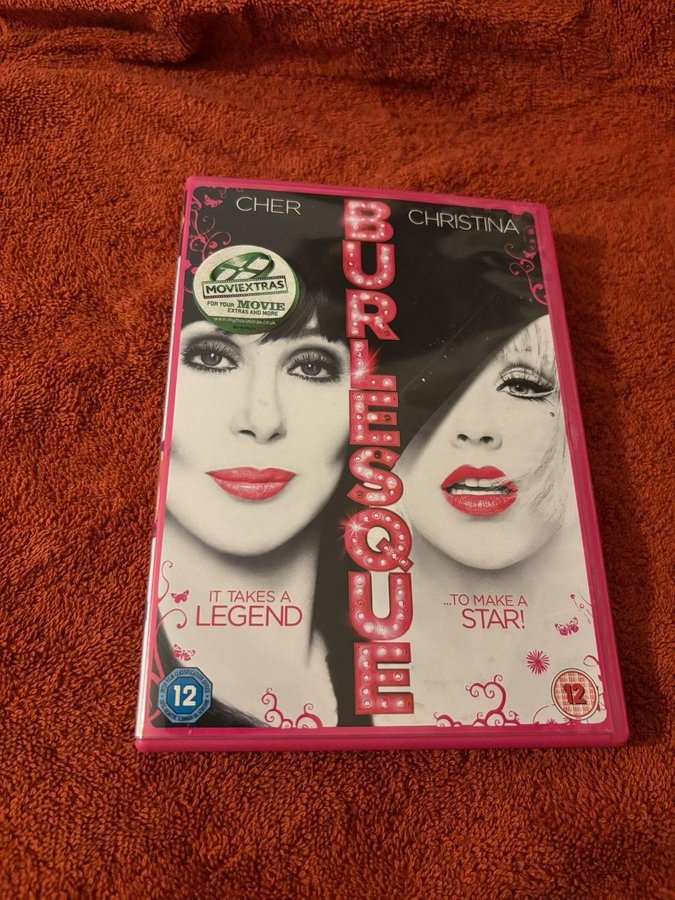 CHER
CHRISTINA
BURLESQUE
MOVIEXTRAS
FOR YOUR MOVIE
EXTRAS AND MORE
IT TAKES A
LEGEND
...TO MAKE A
STAR!
12
12